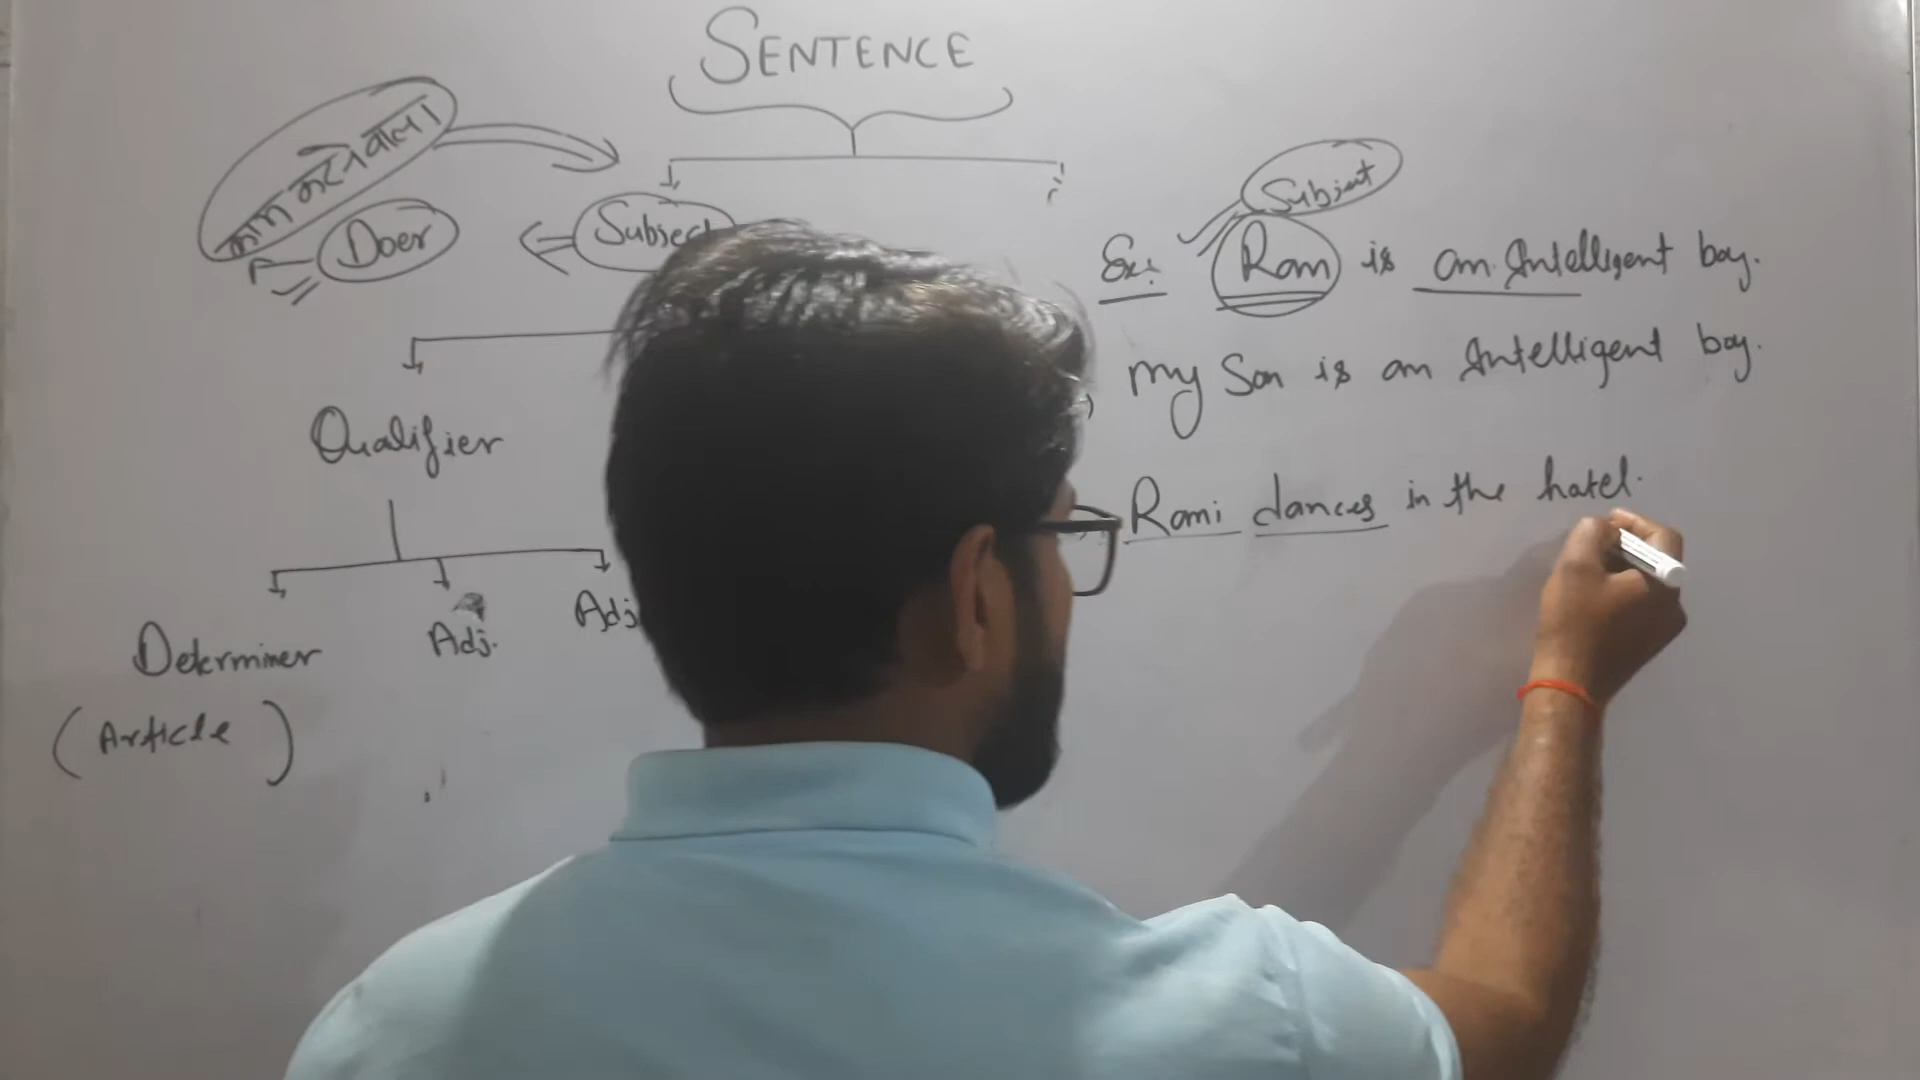 SENTENCE
काम करने वाला
Doer
Subject
Subject
Ex:
Ram is an Intelligent boy.
my Son is an Intelligent boy.
Qualifier
Rami dances in the hotel.
Determiner
Adj.
Adj
(Article)